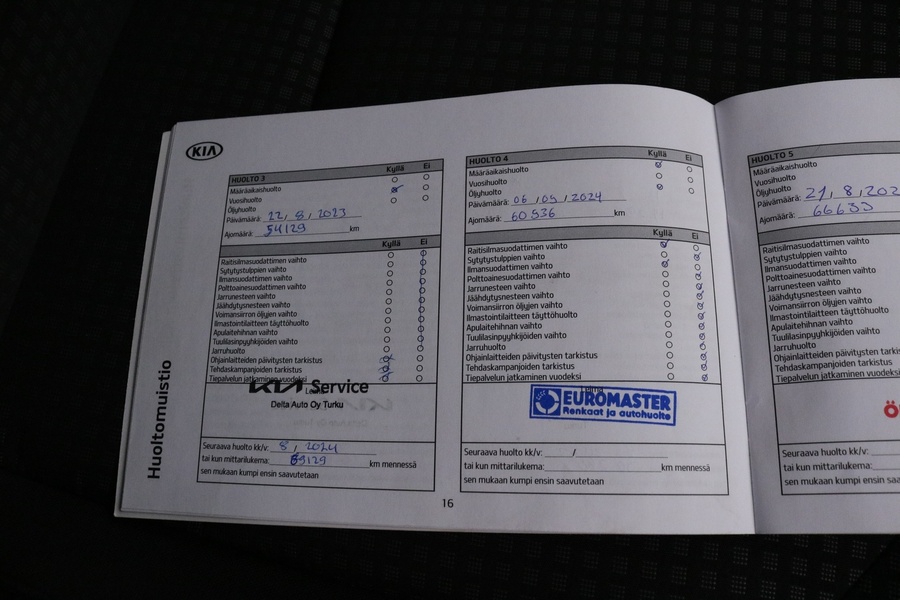 KIA
HUOLTO 3
Kyllä Ei
Määräaikaishuolto
Vuosihuolto
Öljyhuolto
Päivämäärä: 22, 8, 2023
Ajomäärä: 54129 km
Kyllä Ei
Raitisilmasuodattimen vaihto
Sytytystulppien vaihto
Ilmansuodattimen vaihto
Polttoainesuodattimen vaihto
Jarrunesteen vaihto
Jäähdytysnesteen vaihto
Voimansiirron öljyjen vaihto
Ilmastointilaitteen täyttöhuolto
Apulaitehihnan vaihto
Tuulilasinpyyhkijöiden vaihto
Jarruhuolto
Ohjainlaitteiden päivitysten tarkistus
Tehdaskampanjoiden tarkistus
Tiepalvelun jatkaminen vuodeksi
KIA Service
Delta Auto Oy Turku
Seuraava huolto kk/v: 8 / 2024
tai kun mittarilukema: 69129 km mennessä
sen mukaan kumpi ensin saavutetaan
Huoltomuistio
16
HUOLTO 4
Kyllä Ei
Määräaikaishuolto
Vuosihuolto
Öljyhuolto
Päivämäärä: 06, 05, 2024
Ajomäärä: 60536 km
Kyllä Ei
Raitisilmasuodattimen vaihto
Sytytystulppien vaihto
Ilmansuodattimen vaihto
Polttoainesuodattimen vaihto
Jarrunesteen vaihto
Jäähdytysnesteen vaihto
Voimansiirron öljyjen vaihto
Ilmastointilaitteen täyttöhuolto
Apulaitehihnan vaihto
Tuulilasinpyyhkijöiden vaihto
Jarruhuolto
Ohjainlaitteiden päivitysten tarkistus
Tehdaskampanjoiden tarkistus
Tiepalvelun jatkaminen vuodeksi
Leima
EUROMASTER
Renkaat ja autohuolto
Seuraava huolto kk/v: /
tai kun mittarilukema: km mennessä
sen mukaan kumpi ensin saavutetaan
HUOLTO 5
Määräaikaishuolto
Vuosihuolto
Öljyhuolto
Päivämäärä: 21, 8, 202
Ajomäärä: 66633
Raitisilmasuodattimen vaihto
Sytytystulppien vaihto
Ilmansuodattimen vaihto
Polttoainesuodattimen vaihto
Jarrunesteen vaihto
Jäähdytysnesteen vaihto
Voimansiirron öljyjen vaihto
Ilmastointilaitteen täyttöhuolto
Apulaitehihnan vaihto
Tuulilasinpyyhkijöiden vaihto
Jarruhuolto
Ohjainlaitteiden päivitysten tark
Tehdaskampanjoiden tarkistus
Tiepalvelun jatkaminen vuodeksi
Seuraava huolto kk/v:
tai kun mittarilukema:
sen mukaan kumpi ensin saavute